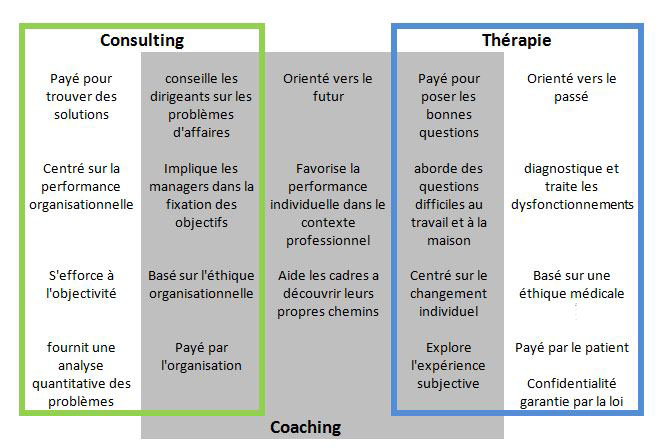 Consulting
Thérapie
Payé pour
trouver des
solutions
conseille les
dirigeants sur les
problèmes
d'affaires
Orienté vers le
futur
Payé pour
poser les
bonnes
questions
Orienté vers le
passé
Centré sur la
performance
organisationnelle
Implique les
managers dans la
fixation des
objectifs
Favorise la
performance
individuelle dans le
contexte
professionnel
aborde des
questions
difficiles au
travail et à la
maison
diagnostique et
traite les
dysfonctionnements
S'efforce à
l'objectivité
Basé sur l'éthique
organisationnelle
Aide les cadres a
découvrir leurs
propres chemins
Centré sur le
changement
individuel
Basé sur une
éthique médicale
fournit une
analyse
quantitative des
problèmes
Payé par
l'organisation
Explore
l'expérience
subjective
Payé par le patient
Confidentialité
garantie par la loi
Coaching